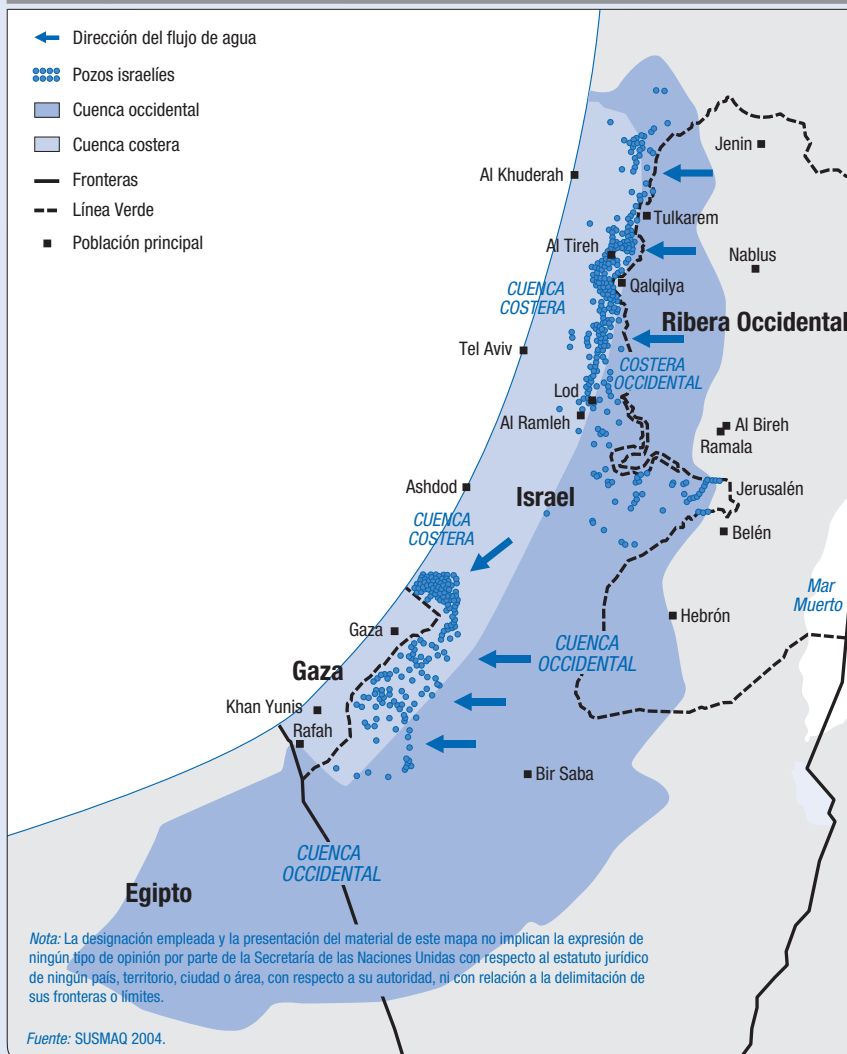 Dirección del flujo de agua
Pozos israelíes
Cuenca occidental
Cuenca costera
Fronteras
Línea Verde
Población principal
Jenin
Al Khuderah
Tulkarem
Al Tireh
Nablus
Qalqilya
CUENCA
COSTERA
Ribera Occidental
Tel Aviv
COSTERA
OCCIDENTAL
Lod
Al Ramleh
Al Bireh
Ramala
Ashdod
Israel
Jerusalén
CUENCA
COSTERA
Belén
Mar
Muerto
Hebrón
Gaza
CUENCA
OCCIDENTAL
Gaza
Khan Yunis
Rafah
Bir Saba
CUENCA
OCCIDENTAL
Egipto
Nota: La designación empleada y la presentación del material de este mapa no implican la expresión de
ningún tipo de opinión por parte de la Secretaría de las Naciones Unidas con respecto al estatuto jurídico
de ningún país, territorio, ciudad o área, con respecto a su autoridad, ni con relación a la delimitación de
sus fronteras o límites.
Fuente: SUSMAQ 2004.